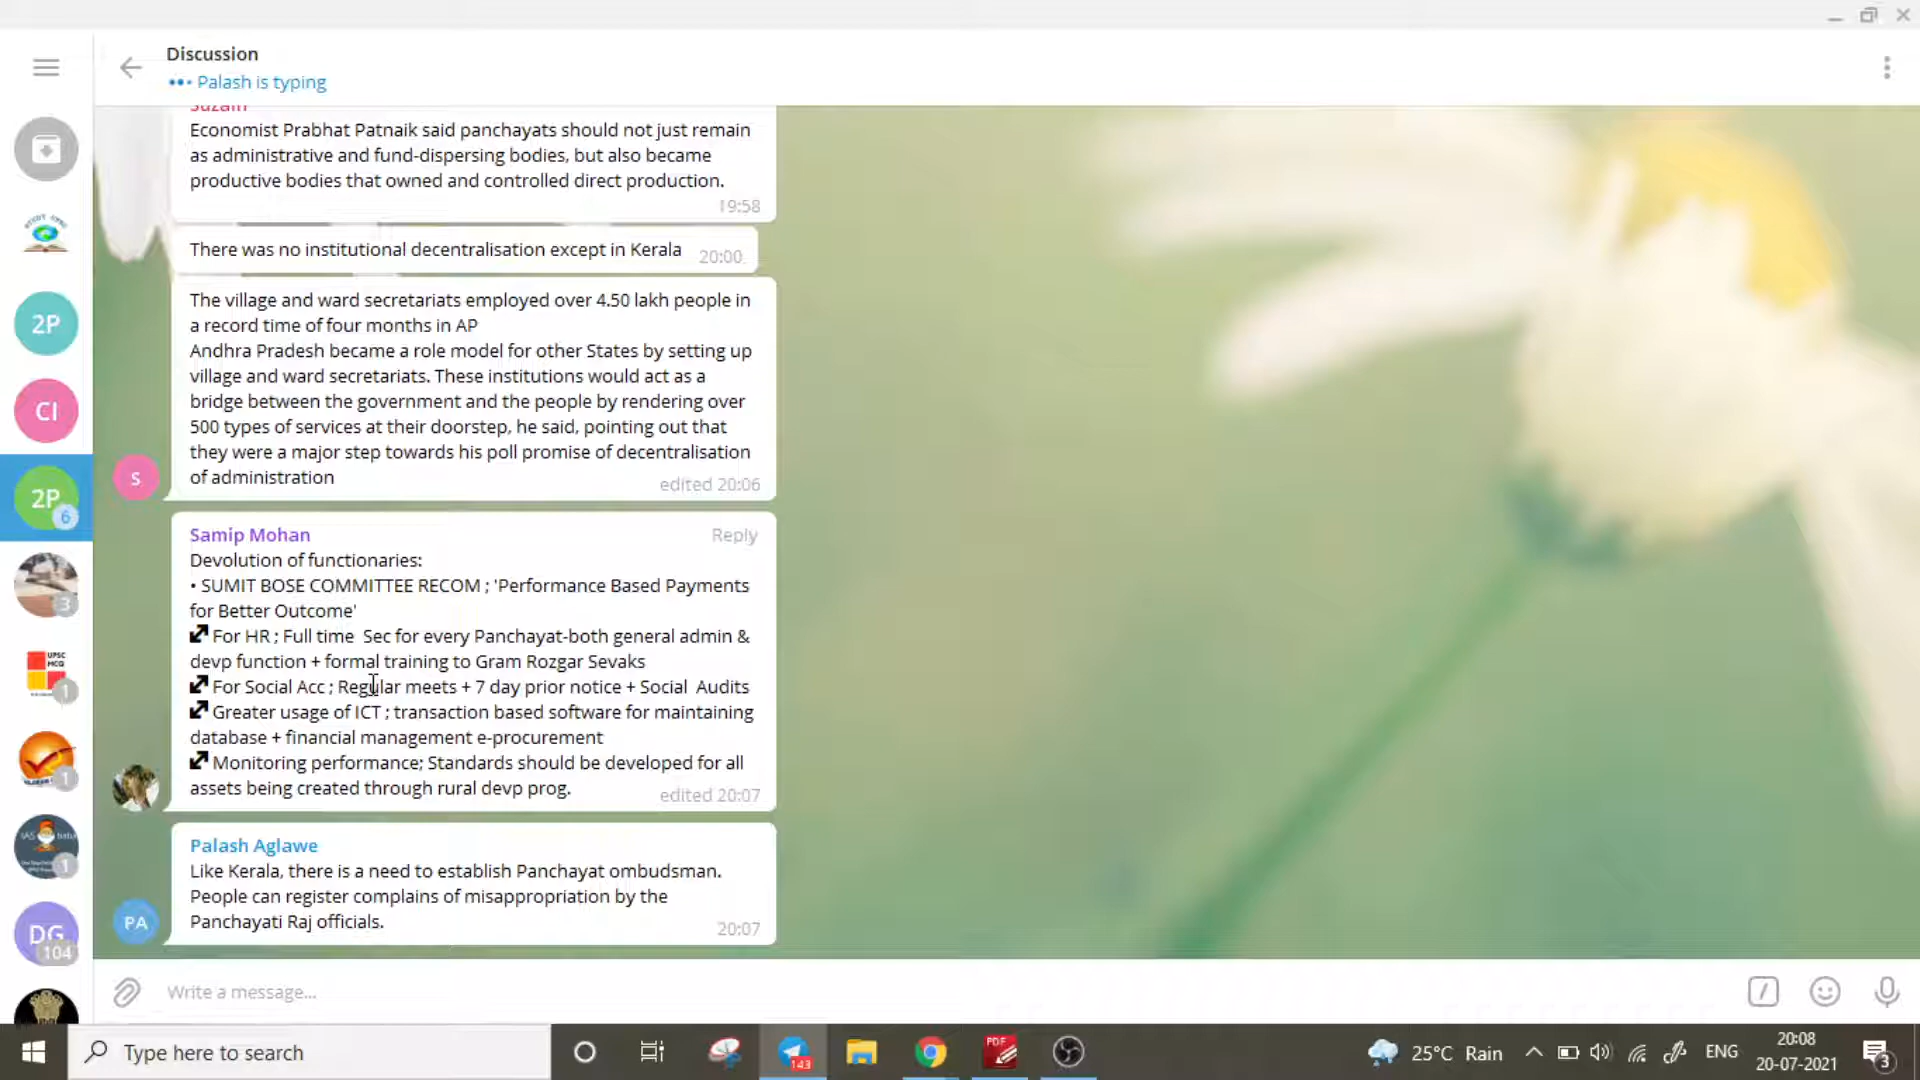 Discussion
Palash is typing
Suzain
Economist Prabhat Patnaik said panchayats should not just remain
as administrative and fund-dispersing bodies, but also became
productive bodies that owned and controlled direct production.
19:58
There was no institutional decentralisation except in Kerala
20:00
The village and ward secretariats employed over 4.50 lakh people in
a record time of four months in AP
Andhra Pradesh became a role model for other States by setting up
village and ward secretariats. These institutions would act as a
bridge between the government and the people by rendering over
500 types of services at their doorstep, he said, pointing out that
they were a major step towards his poll promise of decentralisation
of administration
edited 20:06
S
Samip Mohan
Reply
Devolution of functionaries:
• SUMIT BOSE COMMITTEE RECOM ; 'Performance Based Payments
for Better Outcome'
For HR ; Full time Sec for every Panchayat-both general admin &
devp function + formal training to Gram Rozgar Sevaks
For Social Acc ; Regular meets + 7 day prior notice + Social Audits
Greater usage of ICT ; transaction based software for maintaining
database + financial management e-procurement
Monitoring performance; Standards should be developed for all
assets being created through rural devp prog.
edited 20:07
Palash Aglawe
Like Kerala, there is a need to establish Panchayat ombudsman.
People can register complains of misappropriation by the
Panchayati Raj officials.
20:07
PA
2P
CI
2P
6
3
UPSC
MCQ
1
1
1
DG
104
Write a message...
Type here to search
143
PDF
25°C Rain
ENG
20:08
20-07-2021
3